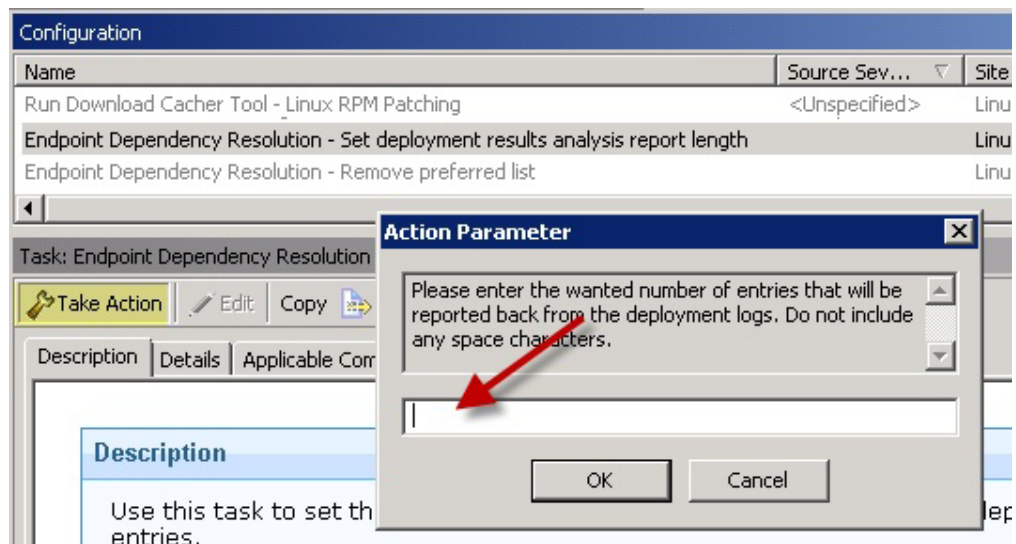 Configuration
Name Source Sev... Site
Run Download Cacher Tool - Linux RPM Patching <Unspecified> Linu
Endpoint Dependency Resolution - Set deployment results analysis report length Linu
Endpoint Dependency Resolution - Remove preferred list Linu
Action Parameter
Task: Endpoint Dependency Resolution
Please enter the wanted number of entries that will be
reported back from the deployment logs. Do not include
any space characters.
Take Action Edit Copy
Description Details Applicable Com
OK Cancel
Description
Use this task to set th dep
entries.